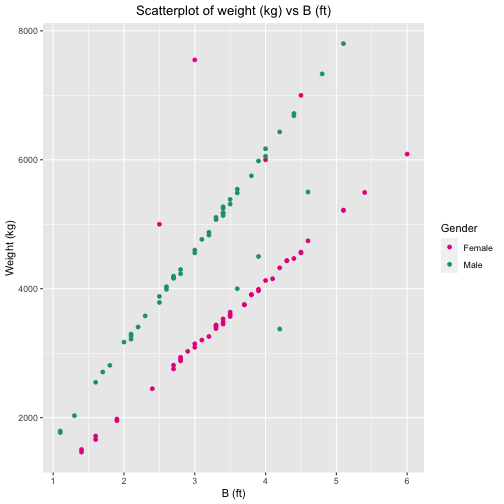 Scatterplot of weight (kg) vs B (ft)
8000
6000
4000
2000
Weight (kg)
1 2 3 4 5 6
B (ft)
Gender
Female
Male